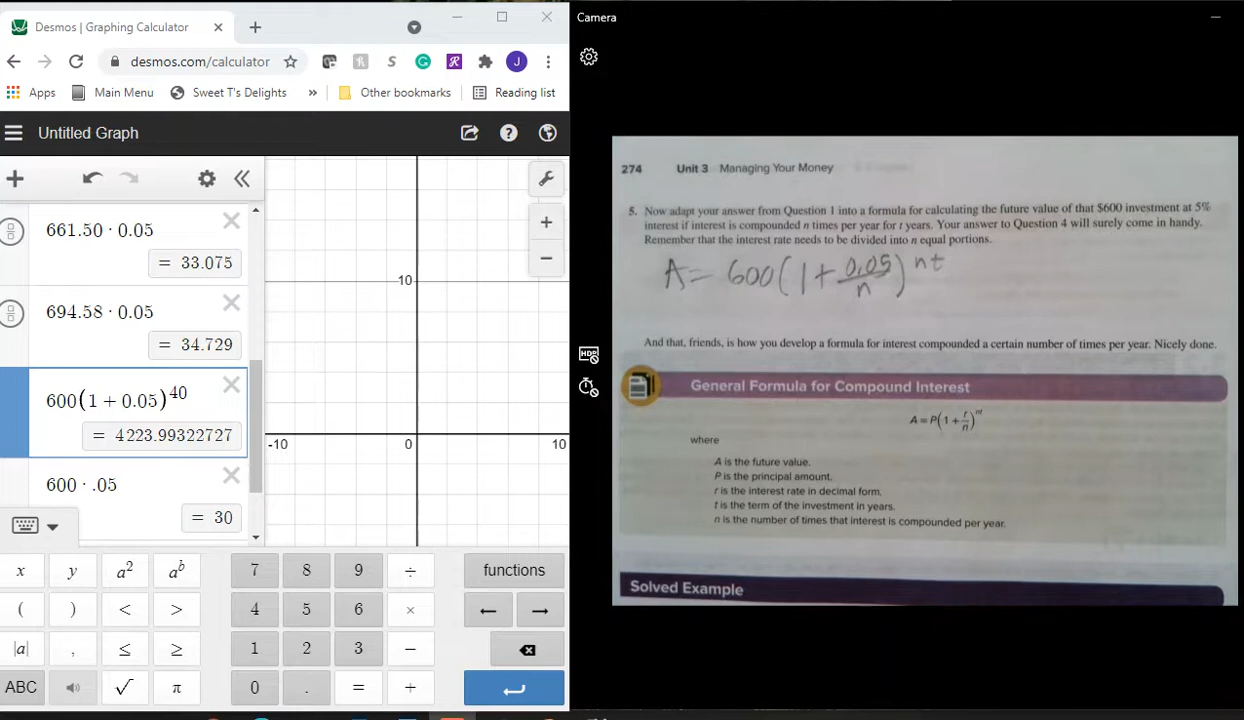 Desmos | Graphing Calculator
desmos.com/calculator
S
J
Apps
Main Menu
Sweet T's Delights
»
Other bookmarks
Reading list
Untitled Graph
661.50 · 0.05
= 33.075
694.58 · 0.05
= 34.729
600(1 + 0.05)^40
= 4223.99322727
600 · .05
= 30
10
-10
0
10
x y a² aᵇ 7 8 9 ÷ functions
( ) < > 4 5 6 × ← →
|a| , ≤ ≥ 1 2 3 −
ABC √ π 0 . = +
Camera
HDR
274 Unit 3 Managing Your Money
5. Now adapt your answer from Question 1 into a formula for calculating the future value of that $600 investment at 5%
interest if interest is compounded n times per year for t years. Your answer to Question 4 will surely come in handy.
Remember that the interest rate needs to be divided into n equal portions.
A = 600(1 + 0.05/n)^nt
And that, friends, is how you develop a formula for interest compounded a certain number of times per year. Nicely done.
General Formula for Compound Interest
A = P(1 + r/n)^nt
where
A is the future value.
P is the principal amount.
r is the interest rate in decimal form.
t is the term of the investment in years.
n is the number of times that interest is compounded per year.
Solved Example